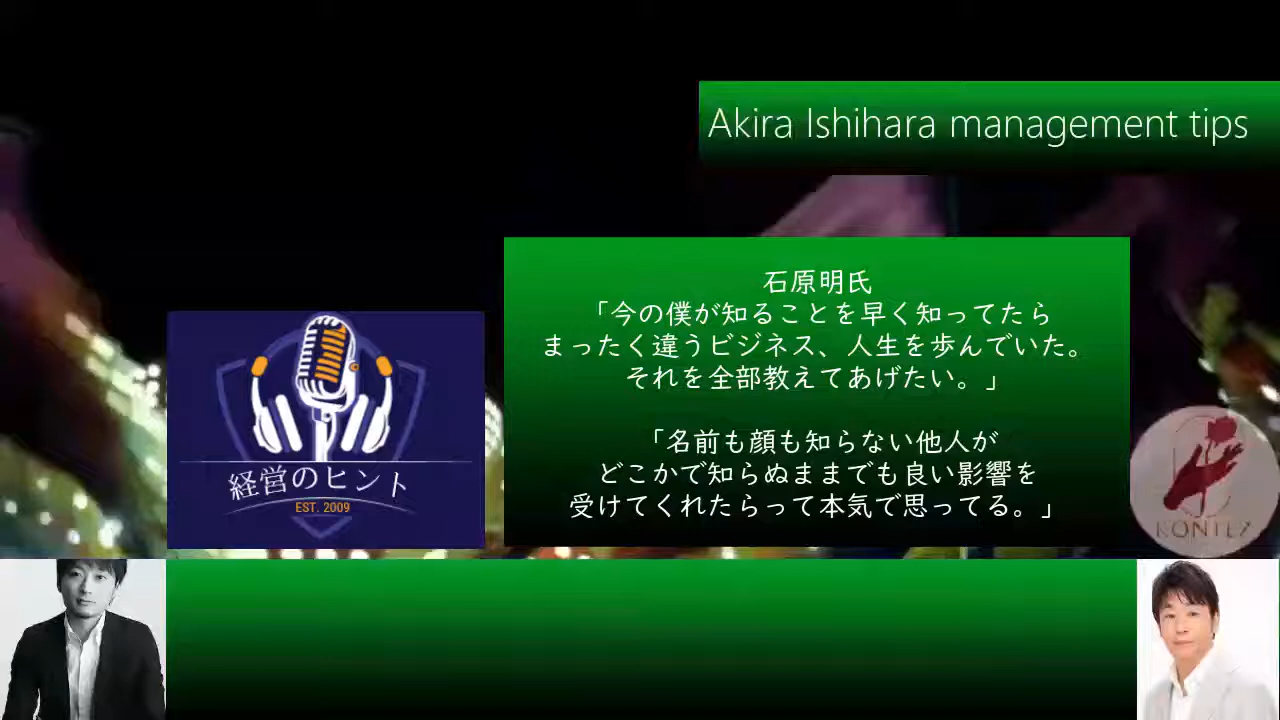 Akira Ishihara management tips
石原明氏
「今の僕が知ることを早く知ってたら
まったく違うビジネス、人生を歩んでいた。
それを全部教えてあげたい。」
「名前も顔も知らない他人が
どこかで知らぬままでも良い影響を
受けてくれたらって本気で思ってる。」
経営のヒント
EST. 2009
KONTEZ